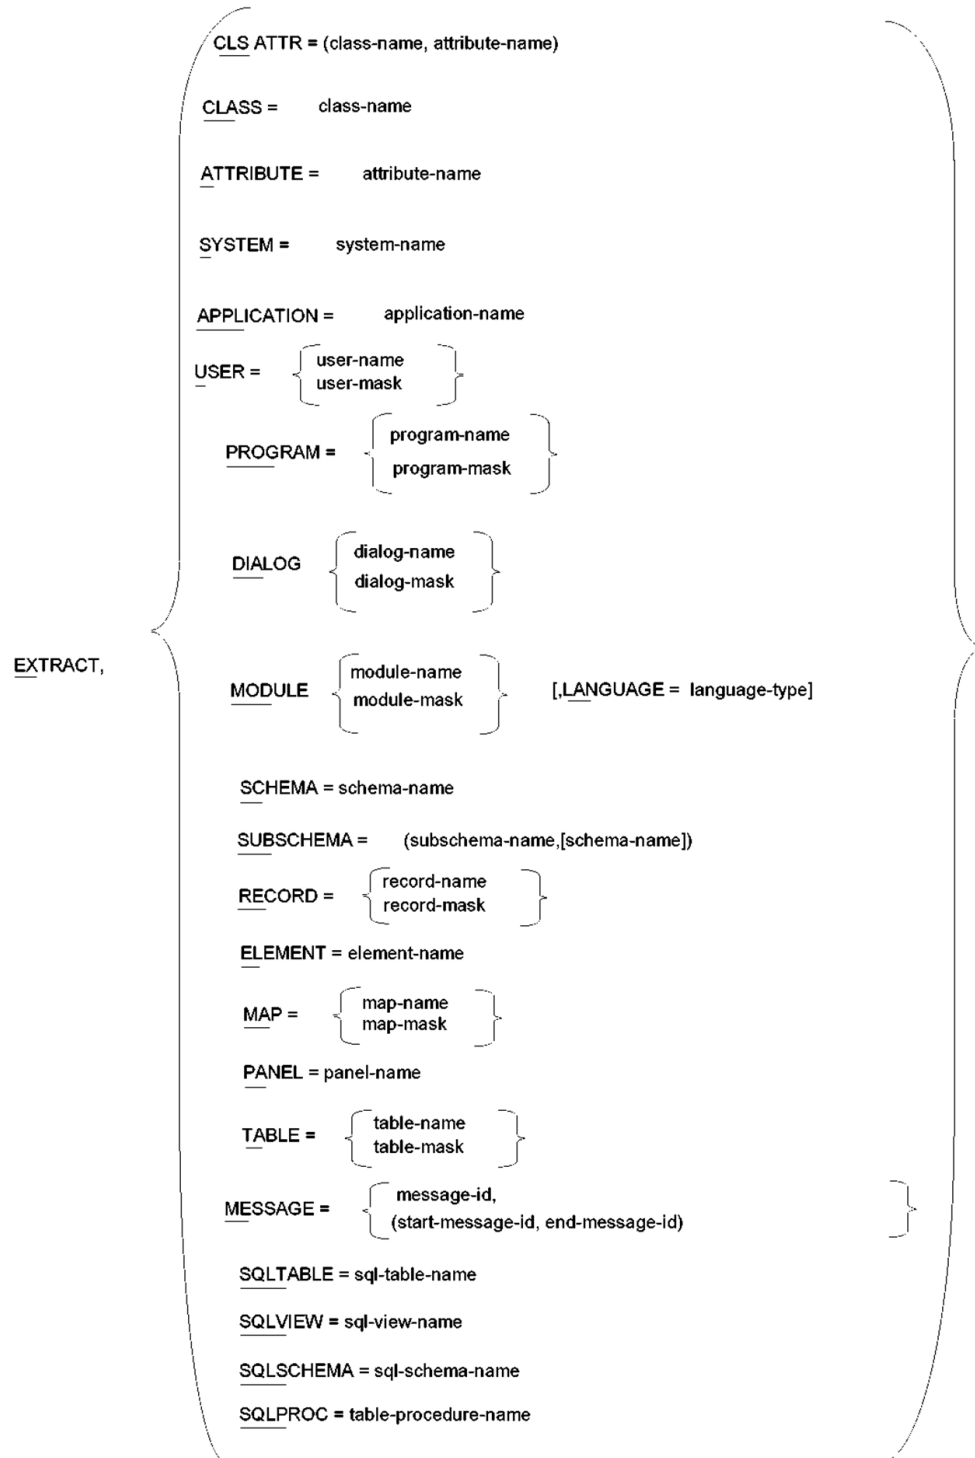 CLS ATTR = (class-name, attribute-name)
CLASS = class-name
ATTRIBUTE = attribute-name
SYSTEM = system-name
APPLICATION = application-name
USER =
user-name
user-mask
PROGRAM =
program-name
program-mask
DIALOG
dialog-name
dialog-mask
EXTRACT,
MODULE
module-name
module-mask
[,LANGUAGE = language-type]
SCHEMA = schema-name
SUBSCHEMA = (subschema-name,[schema-name])
RECORD =
record-name
record-mask
ELEMENT = element-name
MAP =
map-name
map-mask
PANEL = panel-name
TABLE =
table-name
table-mask
MESSAGE =
message-id,
(start-message-id, end-message-id)
SQLTABLE = sql-table-name
SQLVIEW = sql-view-name
SQLSCHEMA = sql-schema-name
SQLPROC = table-procedure-name